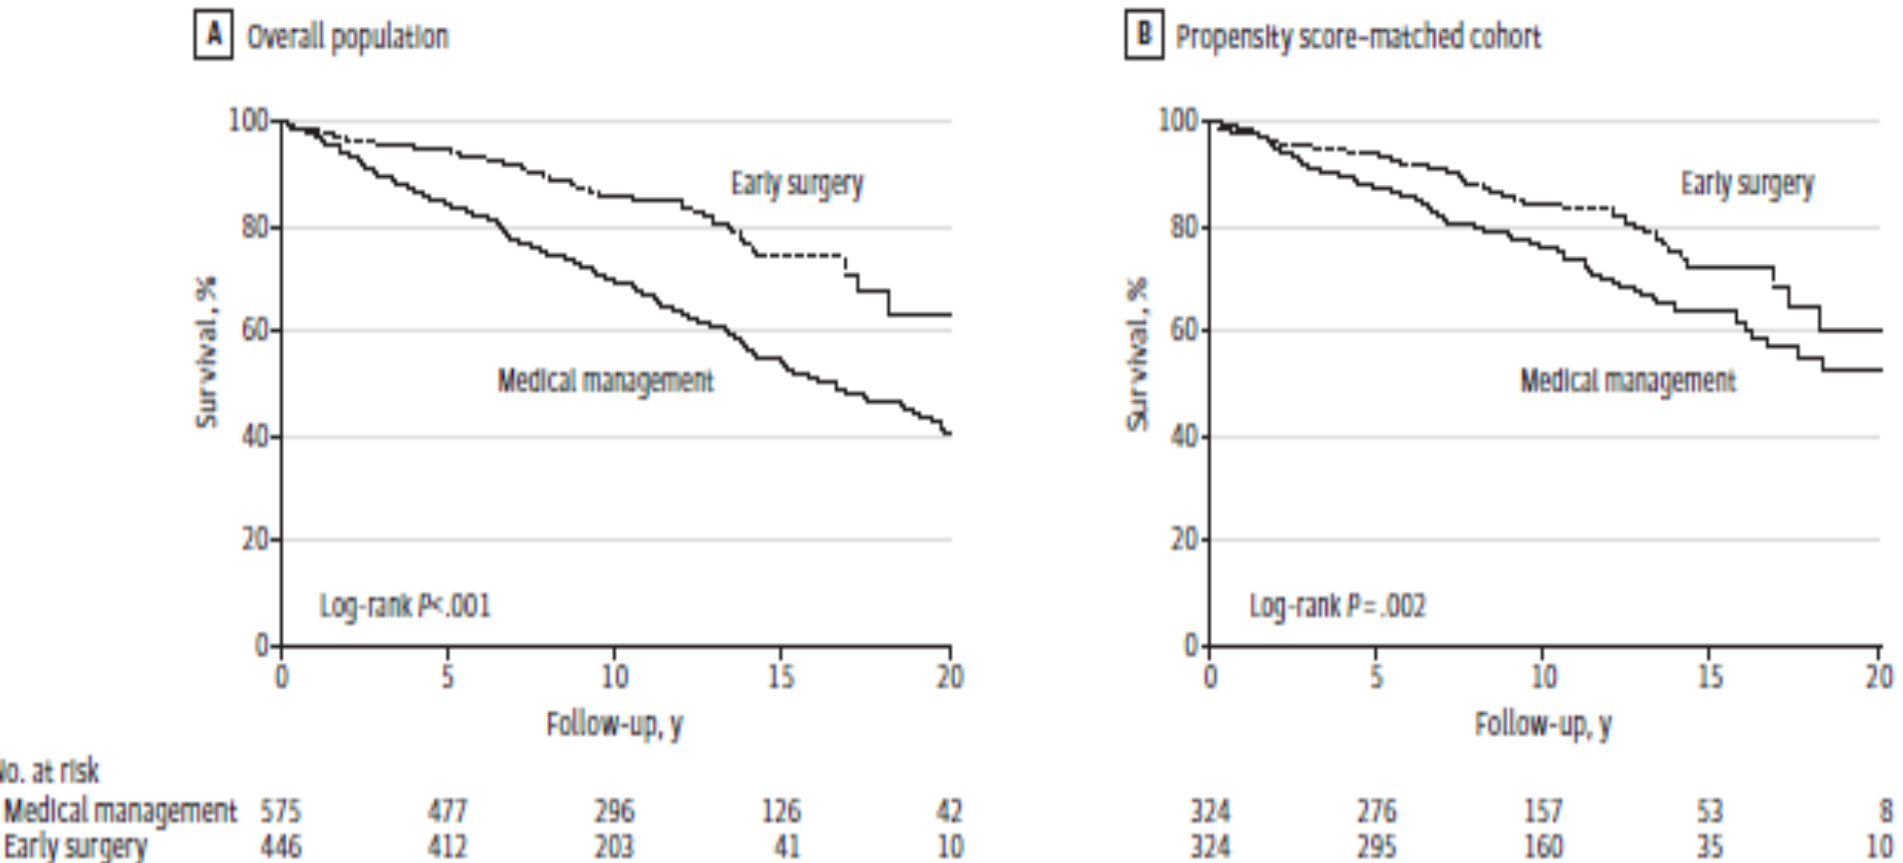 A Overall population
100
80
60
40
20
0
Survival, %
Early surgery
Medical management
Log-rank P<.001
0 5 10 15 20
Follow-up, y
B Propensity score-matched cohort
100
80
60
40
20
0
Survival, %
Early surgery
Medical management
Log-rank P=.002
0 5 10 15 20
Follow-up, y
No. at risk
Medical management 575 477 296 126 42 324 276 157 53 8
Early surgery 446 412 203 41 10 324 295 160 35 10